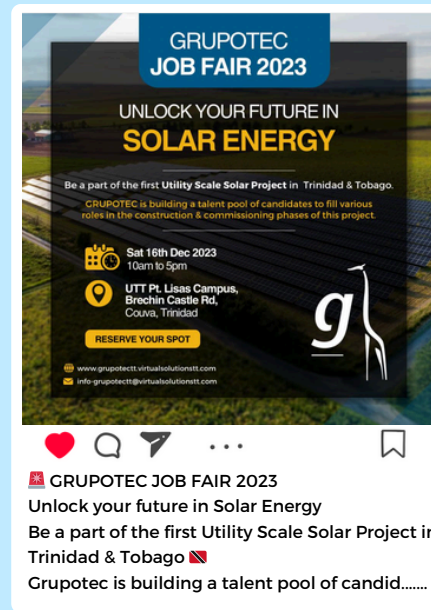 GRUPOTEC
JOB FAIR 2023
UNLOCK YOUR FUTURE IN
SOLAR ENERGY
Be a part of the first Utility Scale Solar Project in Trinidad & Tobago.
GRUPOTEC is building a talent pool of candidates to fill various
roles in the construction & commissioning phases of this project.
Sat 16th Dec 2023
10am to 5pm
UTT Pt. Lisas Campus,
Brechin Castle Rd,
Couva, Trinidad
g
RESERVE YOUR SPOT
www.grupotectt.virtualsolutionstt.com
info-grupotectt@virtualsolutionstt.com
🚨 GRUPOTEC JOB FAIR 2023
Unlock your future in Solar Energy
Be a part of the first Utility Scale Solar Project in
Trinidad & Tobago 🇹🇹
Grupotec is building a talent pool of candid.......